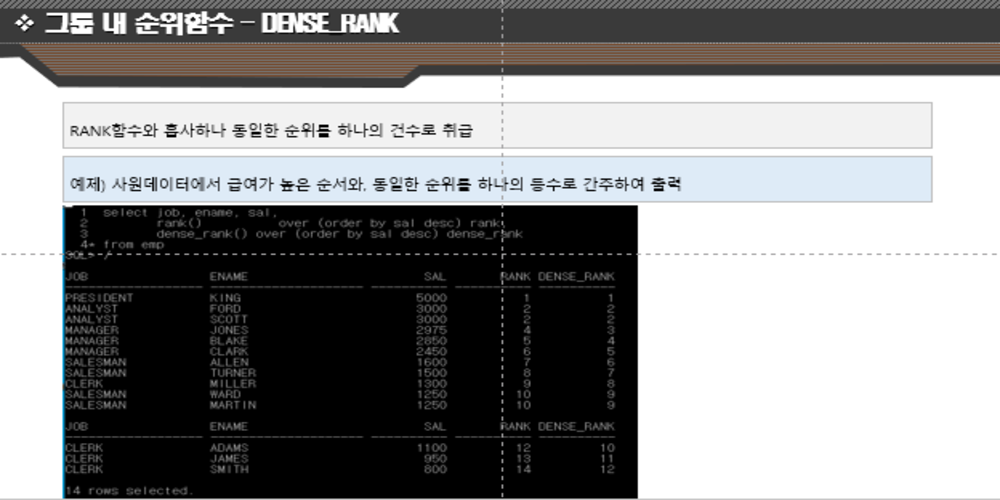 ❖ 그룹 내 순위함수 – DENSE_RANK
RANK함수와 흡사하나 동일한 순위를 하나의 건수로 취급
예제) 사원데이터에서 급여가 높은 순서와, 동일한 순위를 하나의 등수로 간주하여 출력
1 select job, ename, sal,
2 rank() over (order by sal desc) rank,
3 dense_rank() over (order by sal desc) dense_rank
4* from emp
SQL> /
JOB ENAME SAL RANK DENSE_RANK
PRESIDENT KING 5000 1 1
ANALYST FORD 3000 2 2
ANALYST SCOTT 3000 2 2
MANAGER JONES 2975 4 3
MANAGER BLAKE 2850 5 4
MANAGER CLARK 2450 6 5
SALESMAN ALLEN 1600 7 6
SALESMAN TURNER 1500 8 7
CLERK MILLER 1300 9 8
SALESMAN WARD 1250 10 9
SALESMAN MARTIN 1250 10 9
JOB ENAME SAL RANK DENSE_RANK
CLERK ADAMS 1100 12 10
CLERK JAMES 950 13 11
CLERK SMITH 800 14 12
14 rows selected.